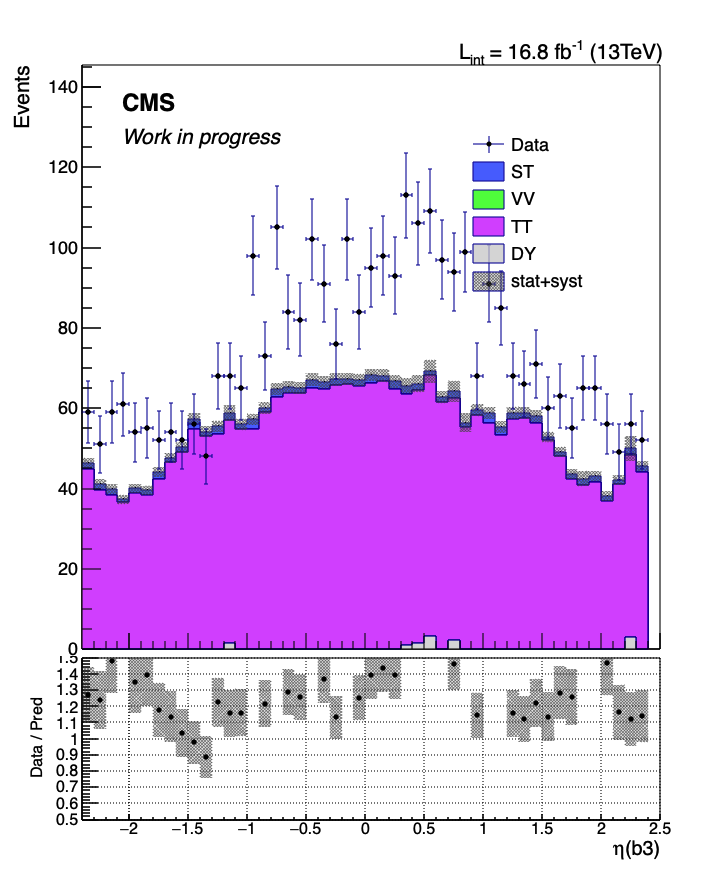 L_int = 16.8 fb^-1 (13TeV)
Events
140
CMS
Work in progress
120
100
80
60
40
20
0
Data
ST
VV
TT
DY
stat+syst
Data / Pred
1.5
1.4
1.3
1.2
1.1
1
0.9
0.8
0.7
0.6
0.5
−2 −1.5 −1 −0.5 0 0.5 1 1.5 2 2.5
η(b3)